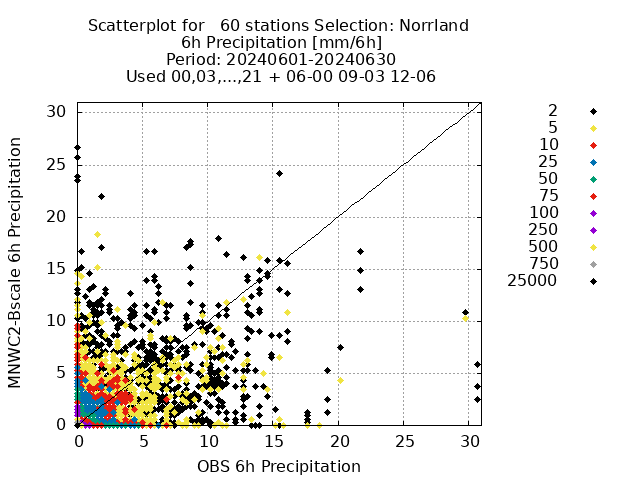 Scatterplot for   60 stations Selection: Norrland
6h Precipitation [mm/6h]
Period: 20240601-20240630
Used 00,03,...,21 + 06-00 09-03 12-06
MNWC2-Bscale 6h Precipitation
30
25
20
15
10
5
0
0 5 10 15 20 25 30
OBS 6h Precipitation
2
5
10
25
50
75
100
250
500
750
25000